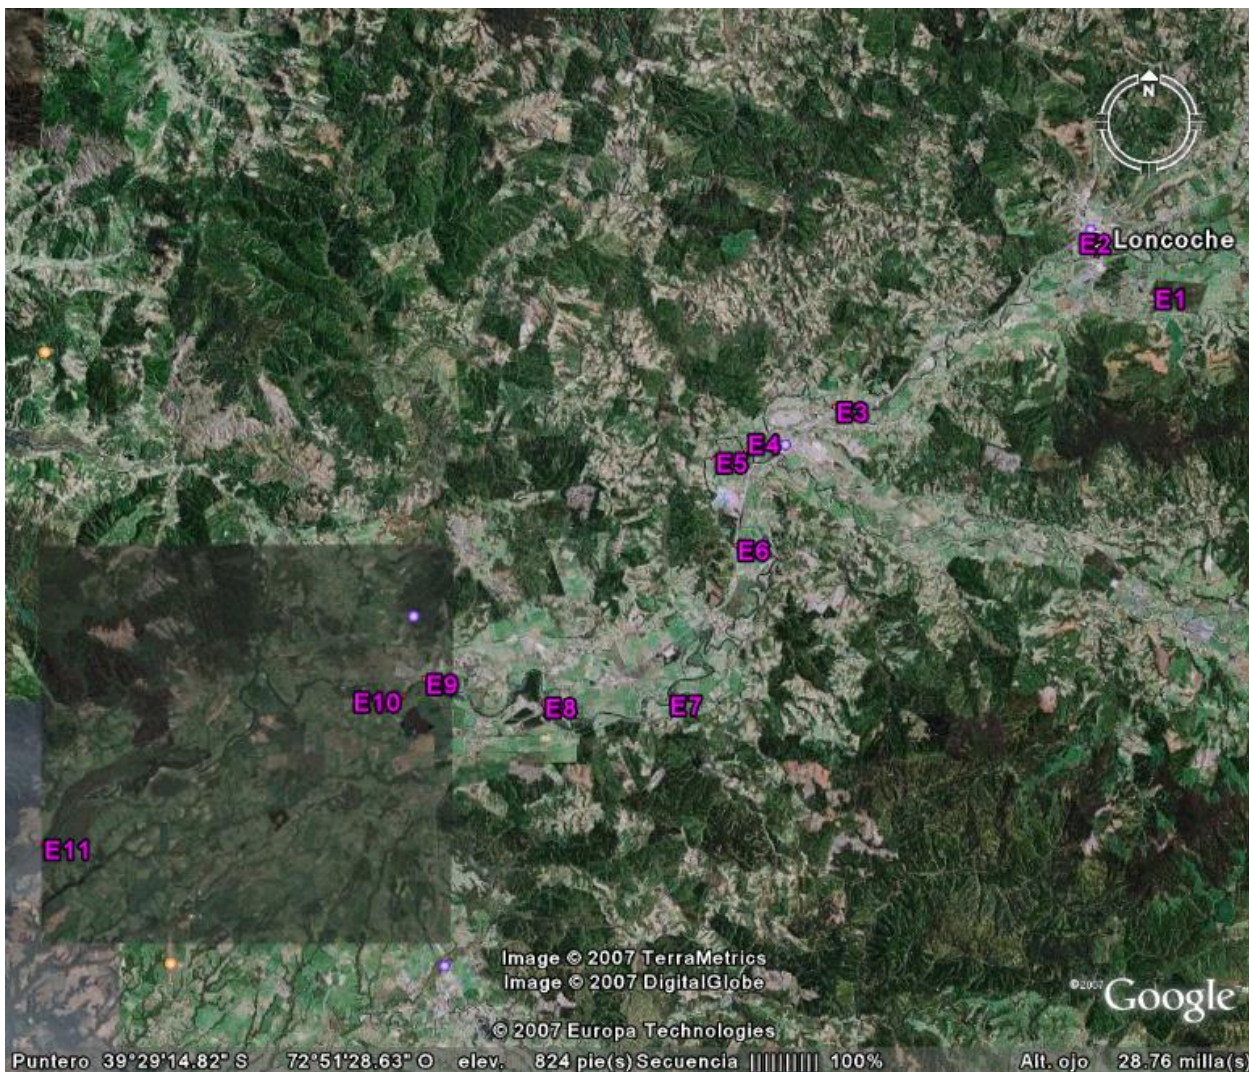 N
E2 Loncoche
E1
E3
E4
E5
E6
E9
E10
E8
E7
E11
Image © 2007 TerraMetrics
Image © 2007 DigitalGlobe
© 2007 Europa Technologies
©2007 Google™
Puntero 39°29'14.82" S 72°51'28.63" O elev. 824 pie(s) Secuencia |||||||||| 100% Alt. ojo 28.76 milla(s)